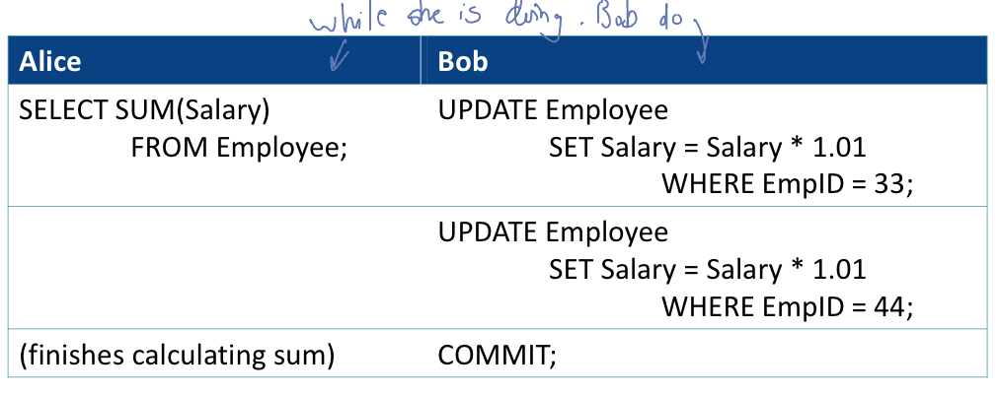 while she is doing. Bob do
Alice Bob
SELECT SUM(Salary) UPDATE Employee
FROM Employee; SET Salary = Salary * 1.01
WHERE EmpID = 33;
UPDATE Employee
SET Salary = Salary * 1.01
WHERE EmpID = 44;
(finishes calculating sum) COMMIT;